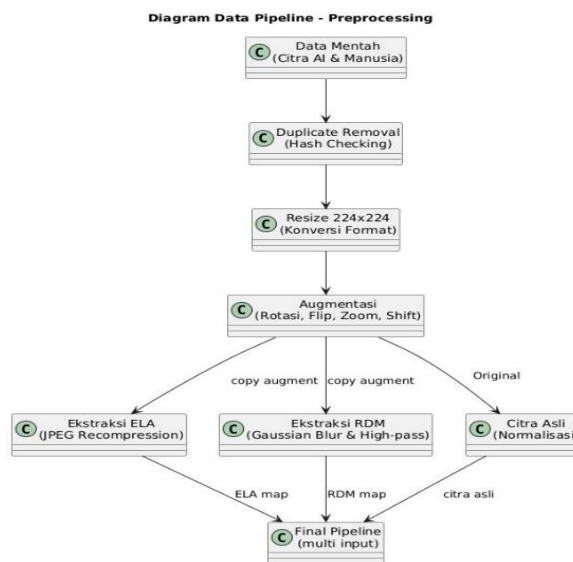 Diagram Data Pipeline - Preprocessing
C Data Mentah
(Citra AI & Manusia)
C Duplicate Removal
(Hash Checking)
C Resize 224x224
(Konversi Format)
C Augmentasi
(Rotasi, Flip, Zoom, Shift)
copy augment
copy augment
Original
C Ekstraksi ELA
(JPEG Recompression)
C Ekstraksi RDM
(Gaussian Blur & High-pass)
C Citra Asli
(Normalisasi
ELA map
RDM map
citra asli
C Final Pipeline
(multi input)